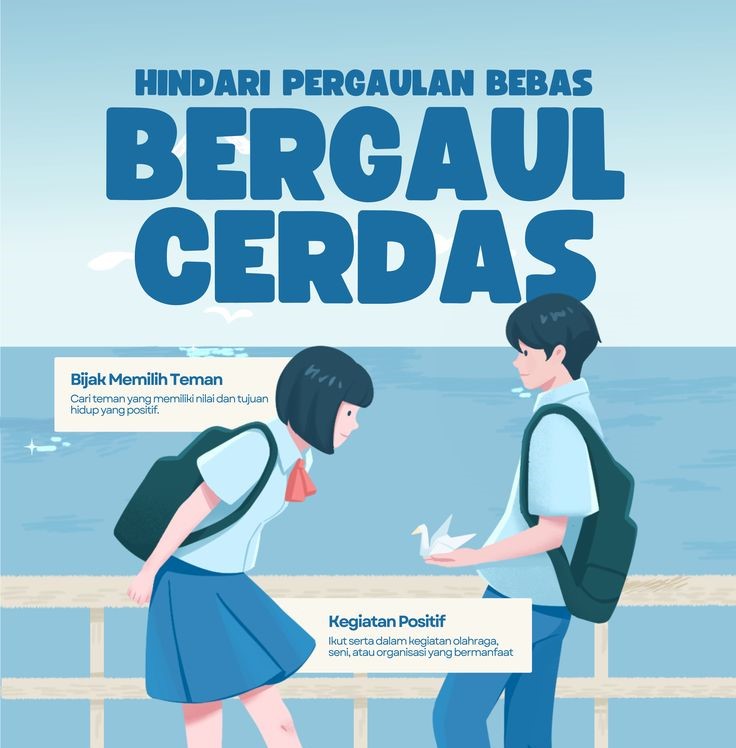 HINDARI PERGAULAN BEBAS
BERGAUL
CERDAS
Bijak Memilih Teman
Cari teman yang memiliki nilai dan tujuan
hidup yang positif.
Kegiatan Positif
Ikut serta dalam kegiatan olahraga,
seni, atau organisasi yang bermanfaat